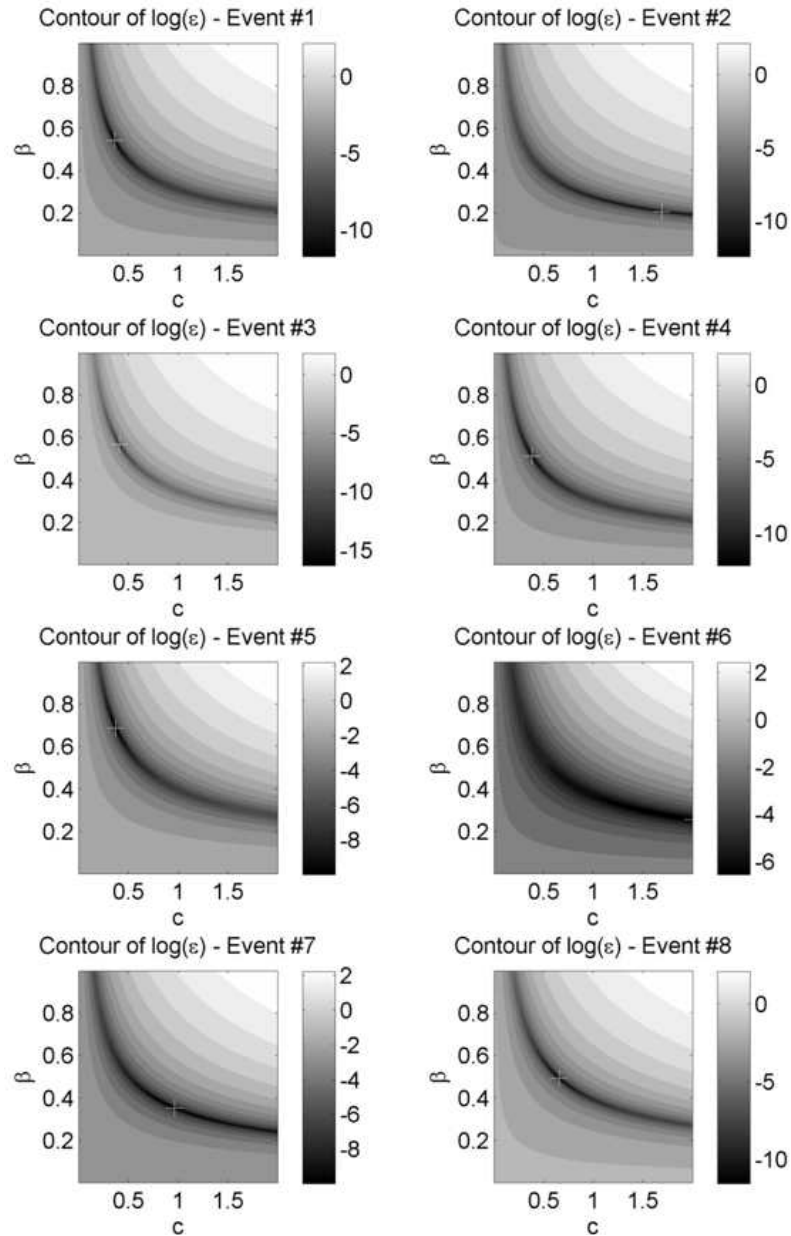 Contour of log(ε) - Event #1
0
-5
-10
0.8
0.6
0.4
0.2
β
0.5 1 1.5
c
Contour of log(ε) - Event #2
0
-5
-10
0.8
0.6
0.4
0.2
β
0.5 1 1.5
c
Contour of log(ε) - Event #3
0
-5
-10
-15
0.8
0.6
0.4
0.2
β
0.5 1 1.5
c
Contour of log(ε) - Event #4
0
-5
-10
0.8
0.6
0.4
0.2
β
0.5 1 1.5
c
Contour of log(ε) - Event #5
2
0
-2
-4
-6
-8
0.8
0.6
0.4
0.2
β
0.5 1 1.5
c
Contour of log(ε) - Event #6
2
0
-2
-4
-6
0.8
0.6
0.4
0.2
β
0.5 1 1.5
c
Contour of log(ε) - Event #7
2
0
-2
-4
-6
-8
0.8
0.6
0.4
0.2
β
0.5 1 1.5
c
Contour of log(ε) - Event #8
0
-5
-10
0.8
0.6
0.4
0.2
β
0.5 1 1.5
c